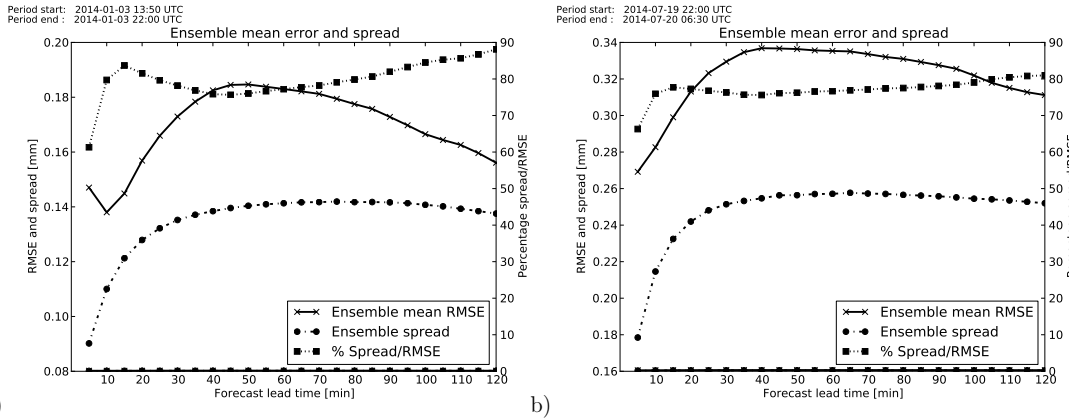 Period start: 2014-01-03 13:50 UTC
Period end : 2014-01-03 22:00 UTC
Ensemble mean error and spread
RMSE and spread [mm]
0.20
0.18
0.16
0.14
0.12
0.10
0.08
90
80
70
60
50
40
30
20
10
0
Percentage spread/RMSE
Ensemble mean RMSE
Ensemble spread
% Spread/RMSE
10 20 30 40 50 60 70 80 90 100 110 120
Forecast lead time [min]
Period start: 2014-07-19 22:00 UTC
Period end : 2014-07-20 06:30 UTC
Ensemble mean error and spread
RMSE and spread [mm]
0.34
0.32
0.30
0.28
0.26
0.24
0.22
0.20
0.18
0.16
90
80
70
60
50
40
30
20
10
0
Ensemble mean RMSE
Ensemble spread
% Spread/RMSE
10 20 30 40 50 60 70 80 90 100 110 120
Forecast lead time [min]
b)